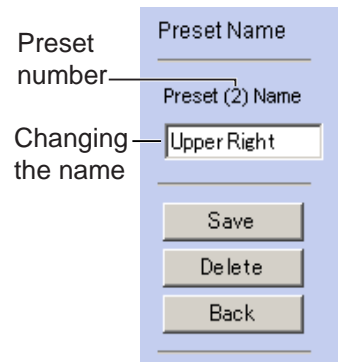 Preset Name
Preset
number
Preset (2) Name
Changing
the name
Upper Right
Save
Delete
Back